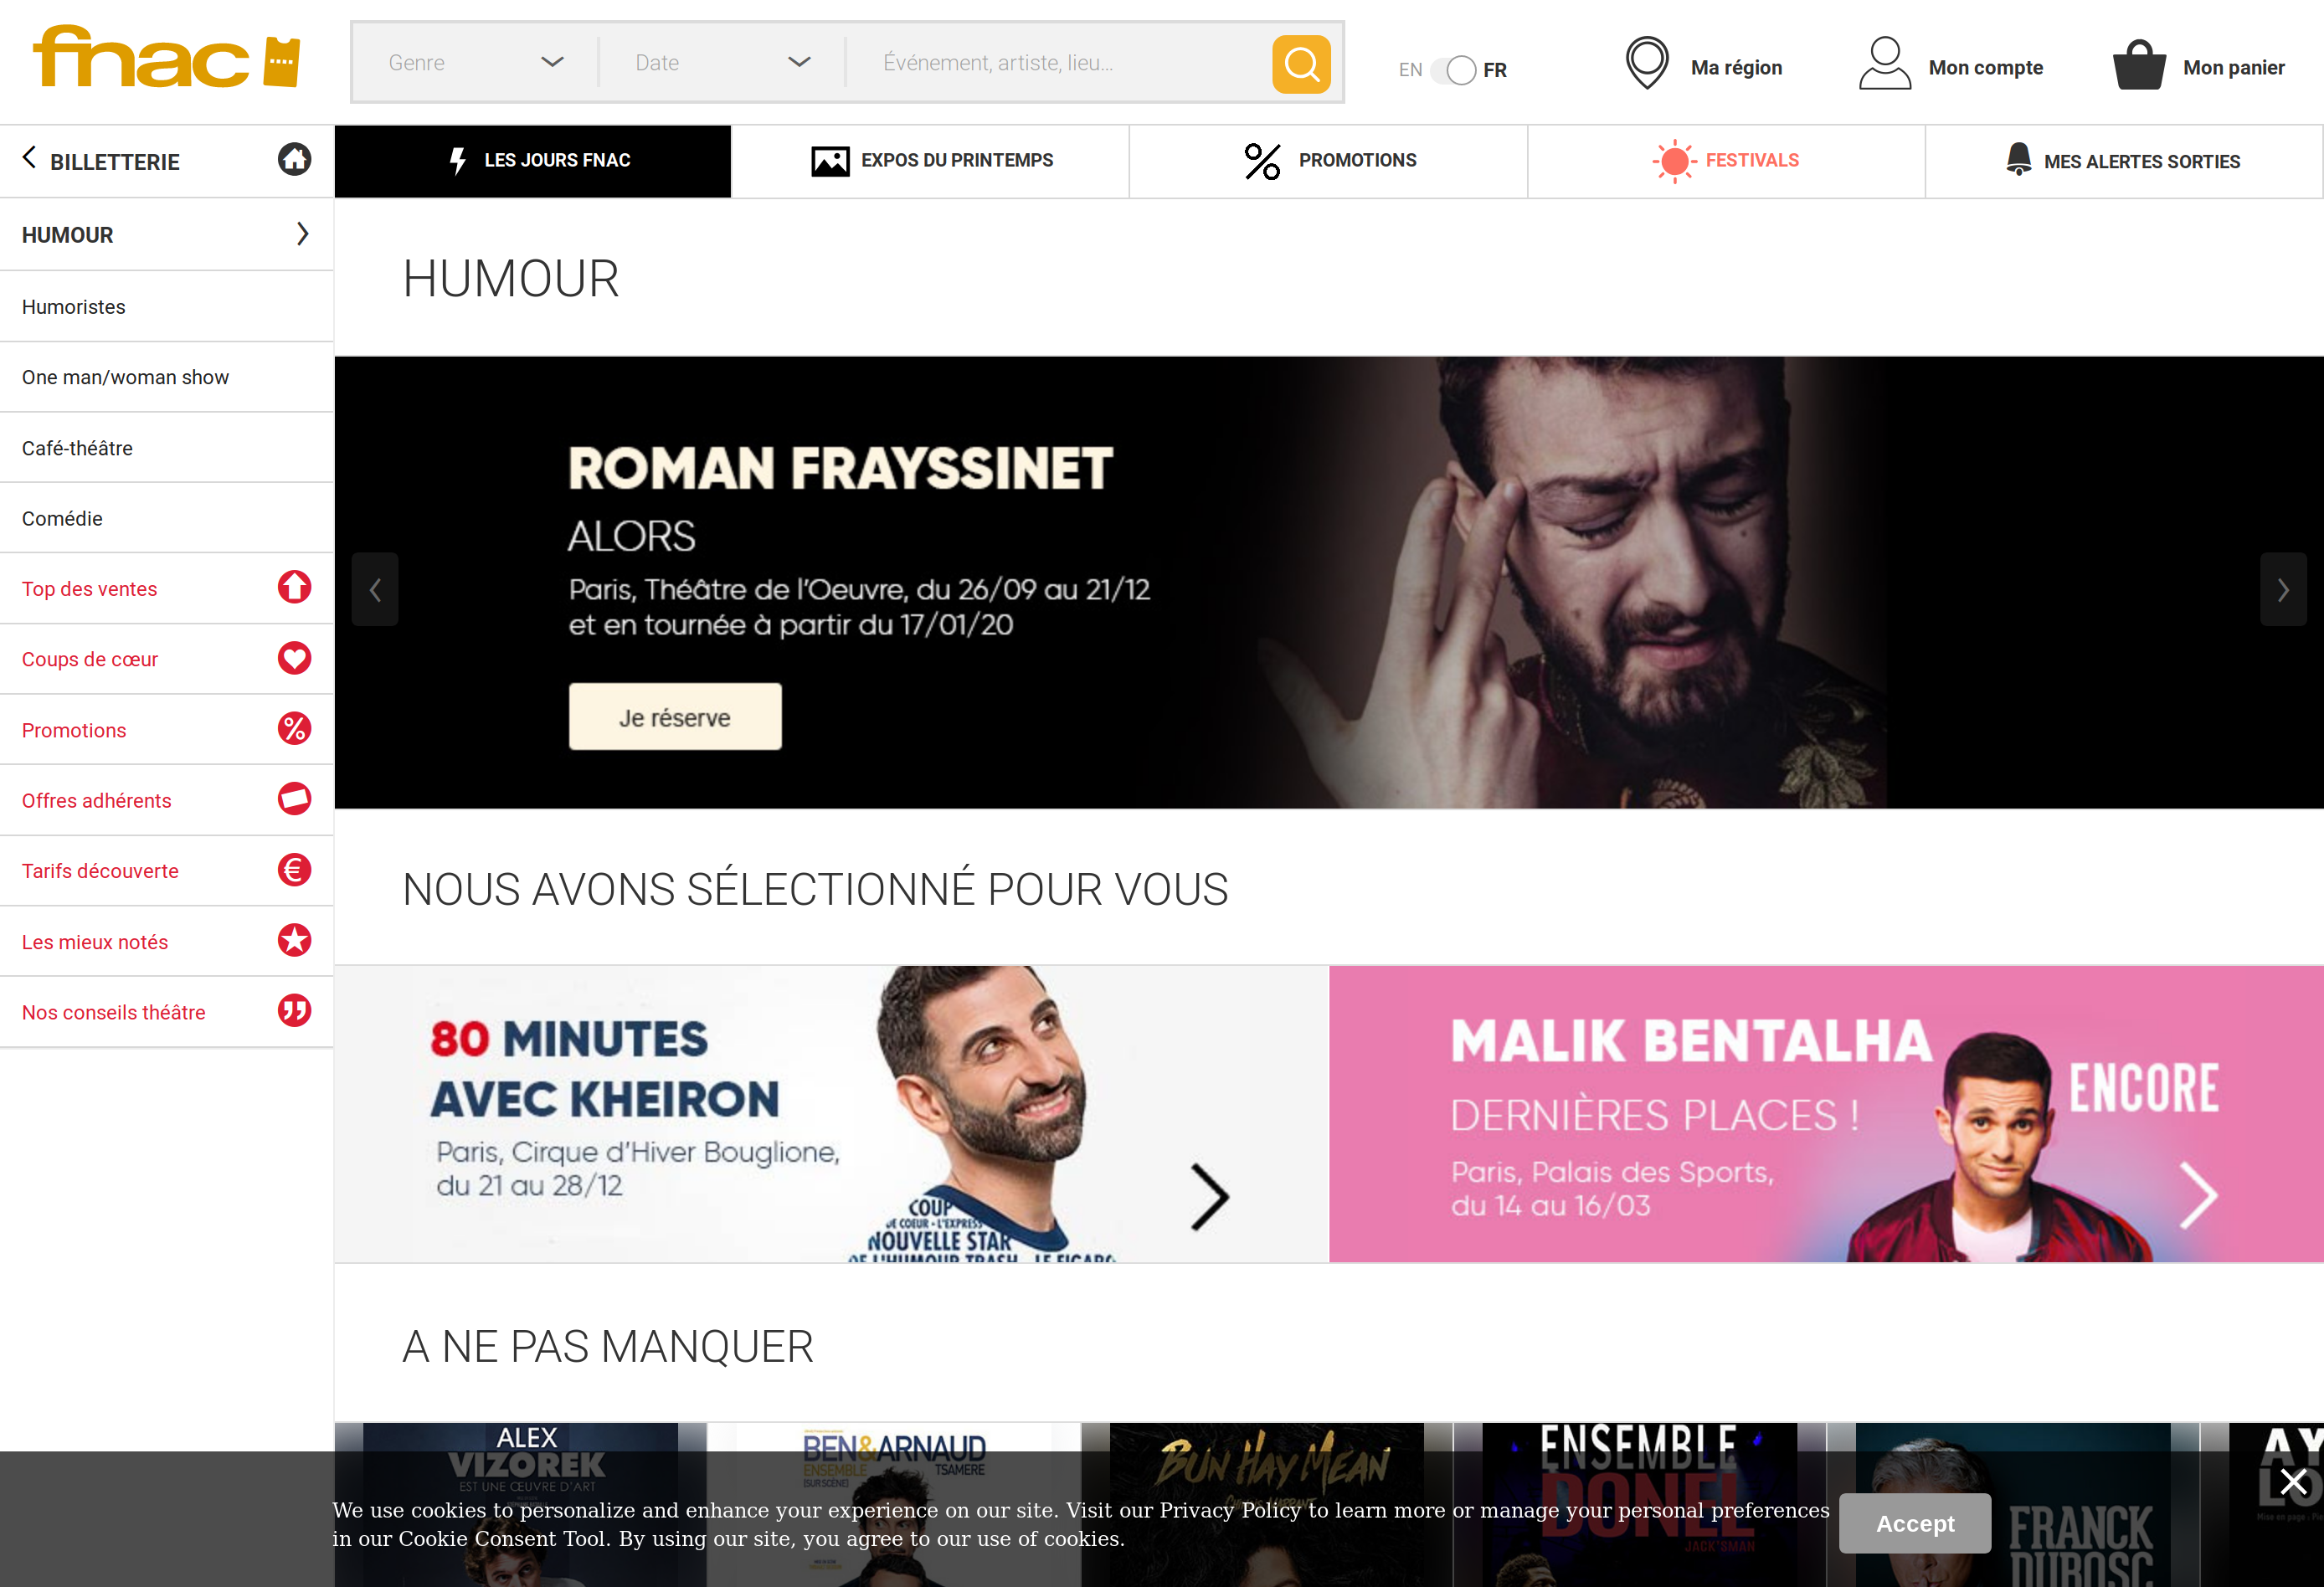 fnac
Genre
Date
Événement, artiste, lieu...
EN
FR
Ma région
Mon compte
Mon panier
BILLETTERIE
LES JOURS FNAC
EXPOS DU PRINTEMPS
PROMOTIONS
FESTIVALS
MES ALERTES SORTIES
HUMOUR
Humoristes
One man/woman show
Café-théâtre
Comédie
Top des ventes
Coups de cœur
Promotions
Offres adhérents
Tarifs découverte
Les mieux notés
Nos conseils théâtre
HUMOUR
ROMAN FRAYSSINET
ALORS
Paris, Théâtre de l'Oeuvre, du 26/09 au 21/12
et en tournée à partir du 17/01/20
Je réserve
NOUS AVONS SÉLECTIONNÉ POUR VOUS
80 MINUTES
AVEC KHEIRON
Paris, Cirque d'Hiver Bouglione,
du 21 au 28/12
COUP
DE COEUR - L'EXPRESS
NOUVELLE STAR
DE L'HUMOUR TRASH LE FIGARO
MALIK BENTALHA
DERNIÈRES PLACES !
Paris, Palais des Sports,
du 14 au 16/03
ENCORE
A NE PAS MANQUER
ALEX
VIZOREK
EST UNE ŒUVRE D'ART
BEN&ARNAUD
ENSEMBLE TSAMERE
[SUR SCÈNE]
BUN HAY MEAN
ENSEMBLE
DONEL
JACK'SMAN
FRANCK
DUBOSC
We use cookies to personalize and enhance your experience on our site. Visit our Privacy Policy to learn more or manage your personal preferences
in our Cookie Consent Tool. By using our site, you agree to our use of cookies.
Accept